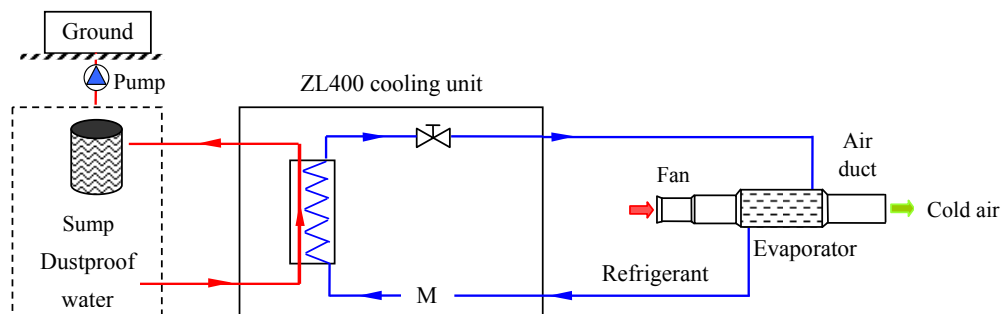 Ground
Pump
ZL400 cooling unit
Air
duct
Fan
Cold air
Sump
Evaporator
Dustproof
water
Refrigerant
M